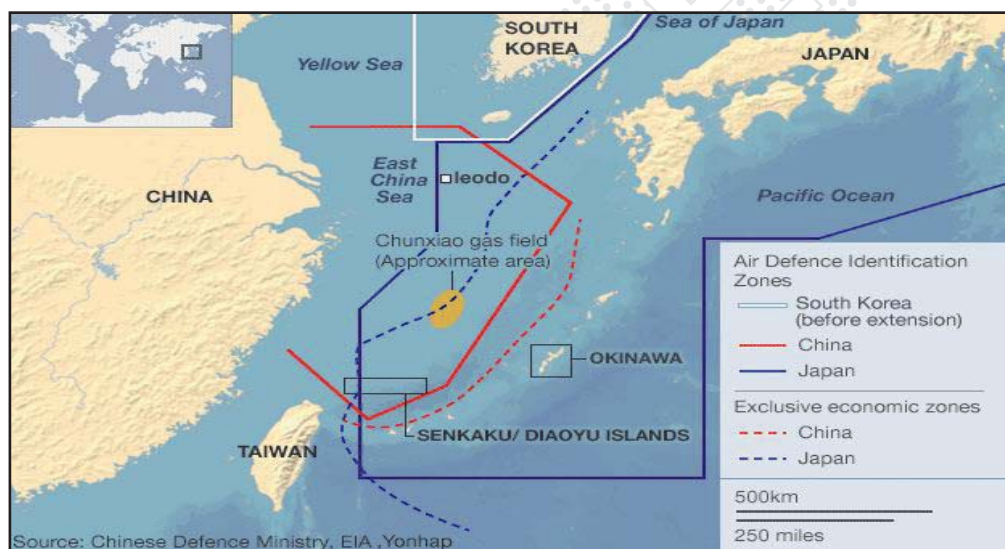 SOUTH
KOREA
Sea of Japan
JAPAN
Yellow Sea
East
China
Sea
Ieodo
CHINA
Pacific Ocean
Chunxiao gas field
(Approximate area)
OKINAWA
SENKAKU/ DIAOYU ISLANDS
TAIWAN
Air Defence Identification
Zones
South Korea
(before extension)
China
Japan
Exclusive economic zones
China
Japan
500km
250 miles
Source: Chinese Defence Ministry, EIA ,Yonhap